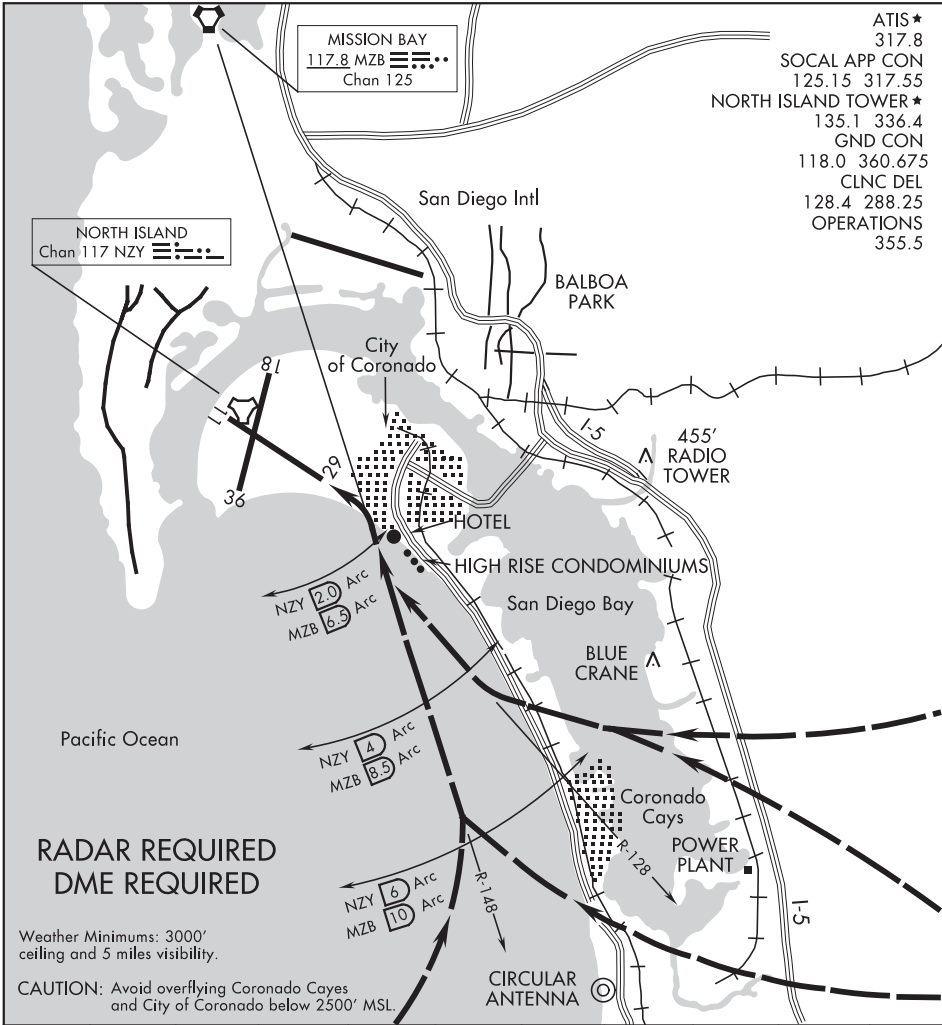 MISSION BAY
117.8 MZB
Chan 125
ATIS★
317.8
SOCAL APP CON
125.15 317.55
NORTH ISLAND TOWER★
135.1 336.4
GND CON
118.0 360.675
CLNC DEL
128.4 288.25
OPERATIONS
355.5
San Diego Intl
NORTH ISLAND
Chan 117 NZY
BALBOA
PARK
City
of Coronado
18
11
29
36
I-5
455'
RADIO
TOWER
HOTEL
HIGH RISE CONDOMINIUMS
NZY 2.0 Arc
MZB 6.5 Arc
San Diego Bay
BLUE
CRANE
Pacific Ocean
NZY 4 Arc
MZB 8.5 Arc
Coronado
Cays
POWER
PLANT
R-128
RADAR REQUIRED
DME REQUIRED
NZY 6 Arc
MZB 10 Arc
R-148
I-5
Weather Minimums: 3000'
ceiling and 5 miles visibility.
CAUTION: Avoid overflying Coronado Cayes
and City of Coronado below 2500' MSL.
CIRCULAR
ANTENNA